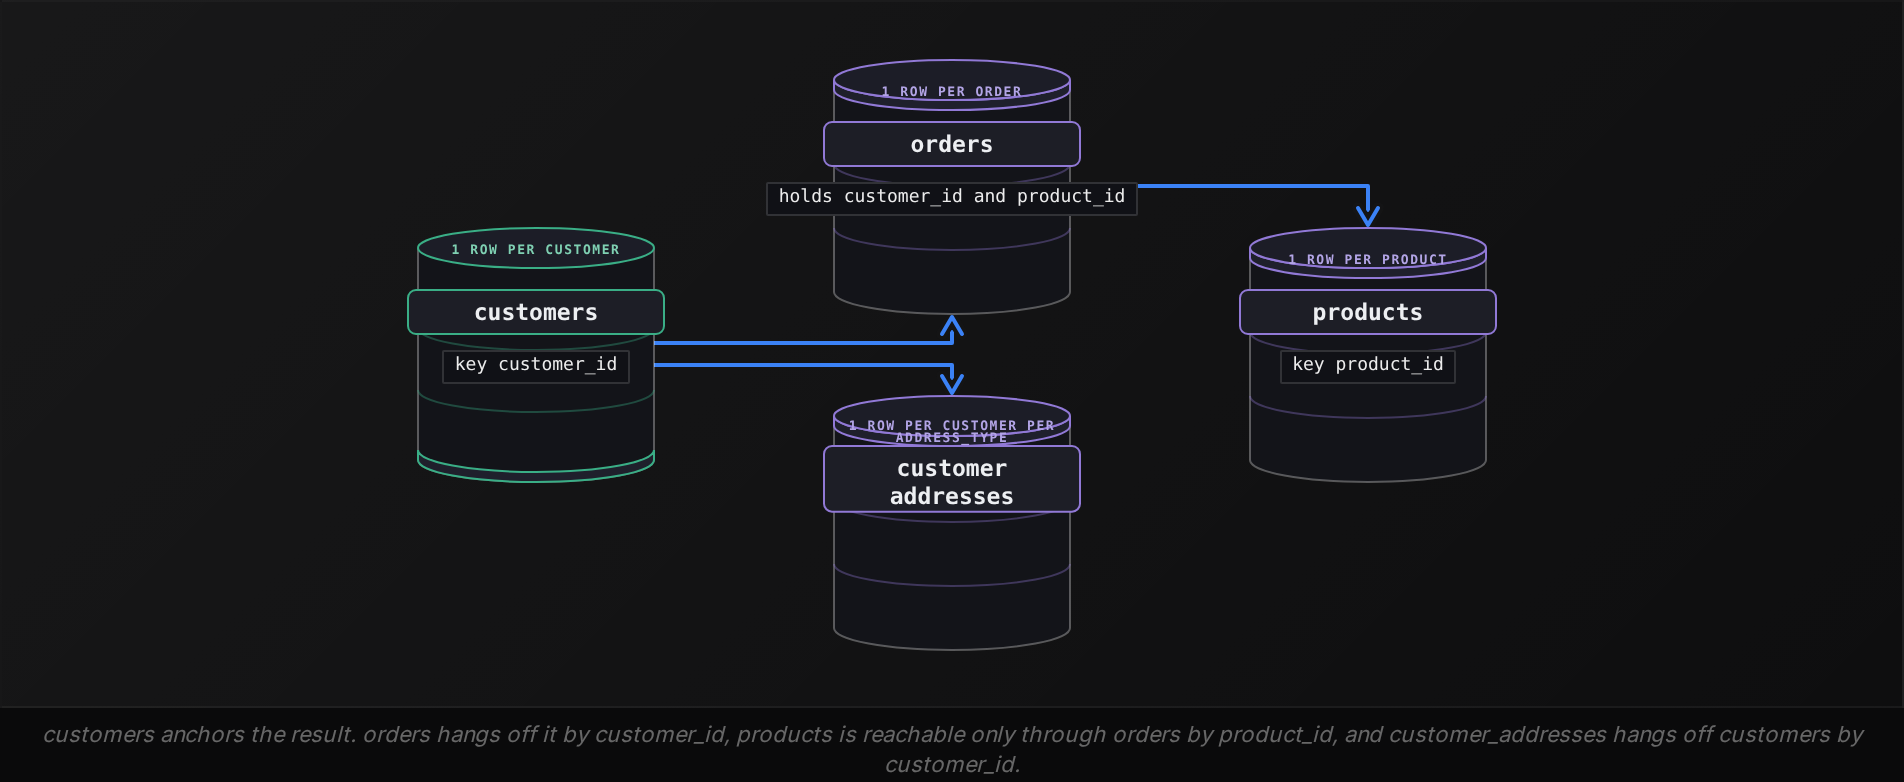 1 ROW PER ORDER
orders
holds customer_id and product_id
1 ROW PER CUSTOMER
customers
key customer_id
1 ROW PER PRODUCT
products
key product_id
1 ROW PER CUSTOMER PER
ADDRESS_TYPE
customer
addresses
customers anchors the result. orders hangs off it by customer_id, products is reachable only through orders by product_id, and customer_addresses hangs off customers by
customer_id.